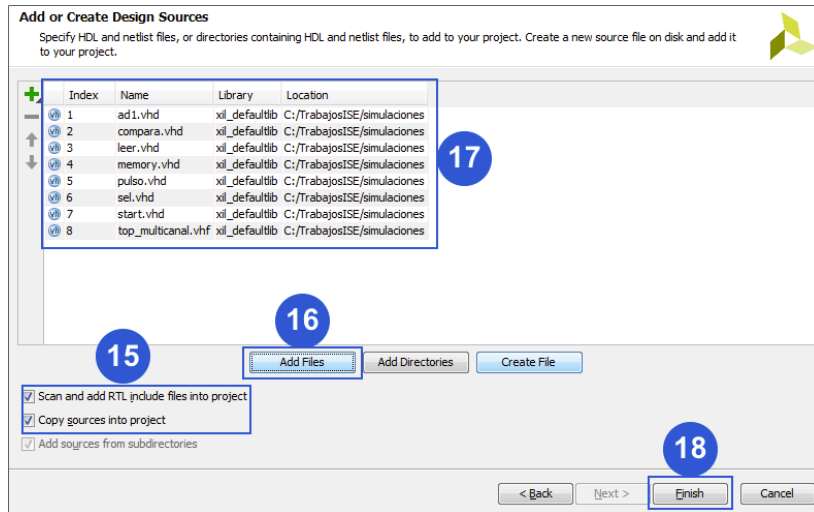 Add or Create Design Sources
Specify HDL and netlist files, or directories containing HDL and netlist files, to add to your project. Create a new source file on disk and add it
to your project.
Index Name Library Location
1 ad1.vhd xil_defaultlib C:/TrabajosISE/simulaciones
2 compara.vhd xil_defaultlib C:/TrabajosISE/simulaciones
3 leer.vhd xil_defaultlib C:/TrabajosISE/simulaciones
4 memory.vhd xil_defaultlib C:/TrabajosISE/simulaciones
5 pulso.vhd xil_defaultlib C:/TrabajosISE/simulaciones
6 sel.vhd xil_defaultlib C:/TrabajosISE/simulaciones
7 start.vhd xil_defaultlib C:/TrabajosISE/simulaciones
8 top_multicanal.vhf xil_defaultlib C:/TrabajosISE/simulaciones
17
16
15
Add Files Add Directories Create File
Scan and add RTL include files into project
Copy sources into project
Add sources from subdirectories
18
< Back Next > Finish Cancel